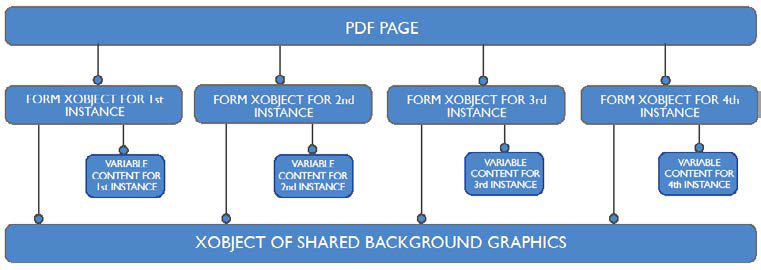 PDF PAGE
FORM XOBJECT FOR 1st
INSTANCE
FORM XOBJECT FOR 2nd
INSTANCE
FORM XOBJECT FOR 3rd
INSTANCE
FORM XOBJECT FOR 4th
INSTANCE
VARIABLE
CONTENT FOR
1st INSTANCE
VARIABLE
CONTENT FOR
2nd INSTANCE
VARIABLE
CONTENT FOR
3rd INSTANCE
VARIABLE
CONTENT FOR
4th INSTANCE
XOBJECT OF SHARED BACKGROUND GRAPHICS